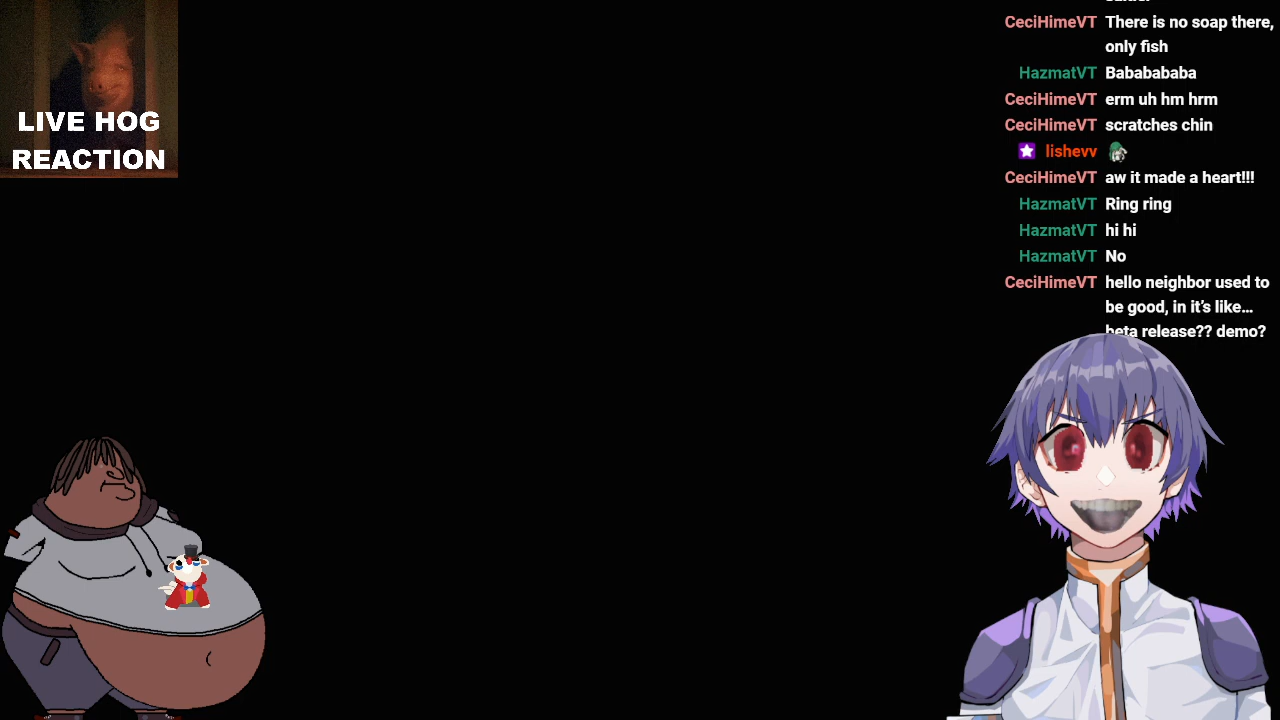 LIVE HOG
REACTION
CeciHimeVT There is no soap there,
only fish
HazmatVT Bababababa
CeciHimeVT erm uh hm hrm
CeciHimeVT scratches chin
lishevv
CeciHimeVT aw it made a heart!!!
HazmatVT Ring ring
HazmatVT hi hi
HazmatVT No
CeciHimeVT hello neighbor used to
be good, in it’s like…
beta release?? demo?